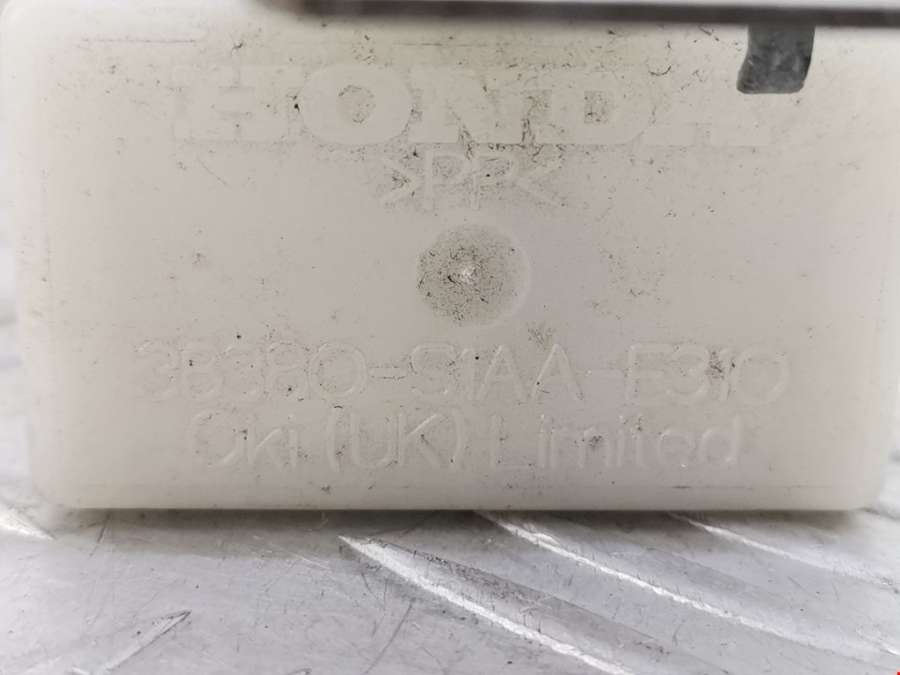 HONDA
>PP<
38380-S1AA-E310
Oki (UK) Limited